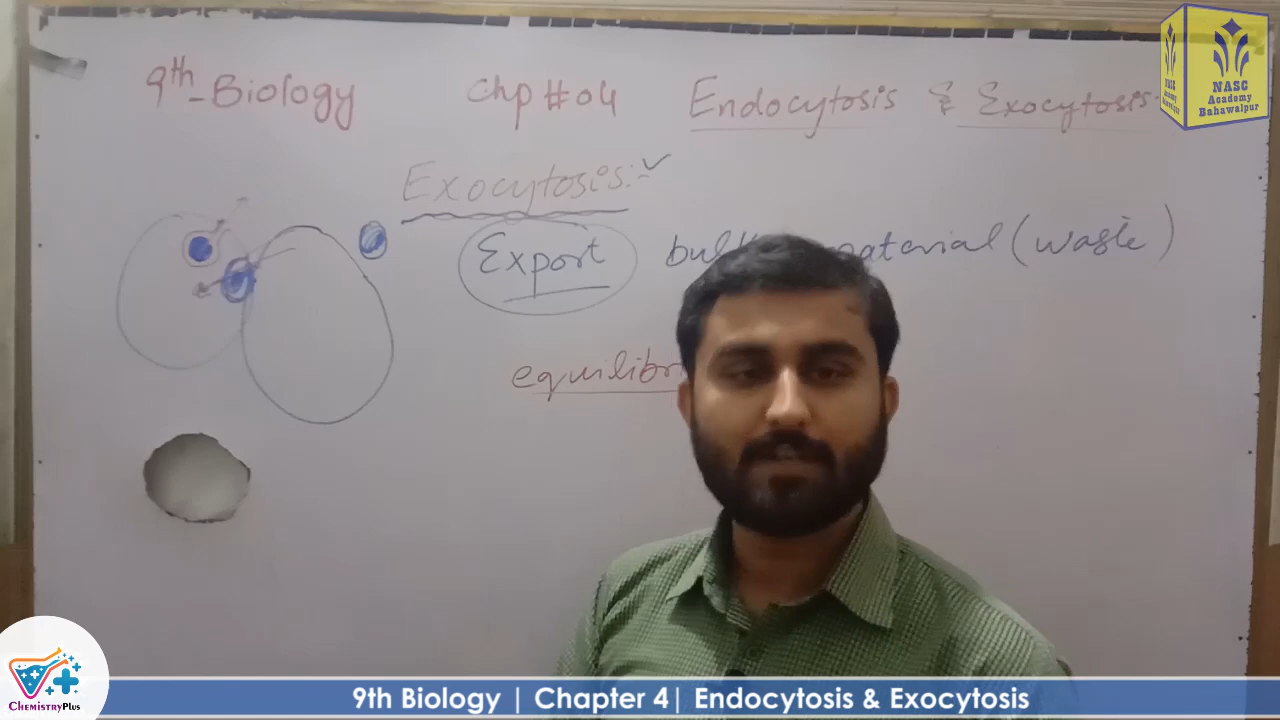 9th-Biology Chp #04 Endocytosis & Exocytosis
NASC
Academy
Bahawalpur
Exocytosis:-
Export material (waste)
ChemistryPlus
9th Biology | Chapter 4| Endocytosis & Exocytosis